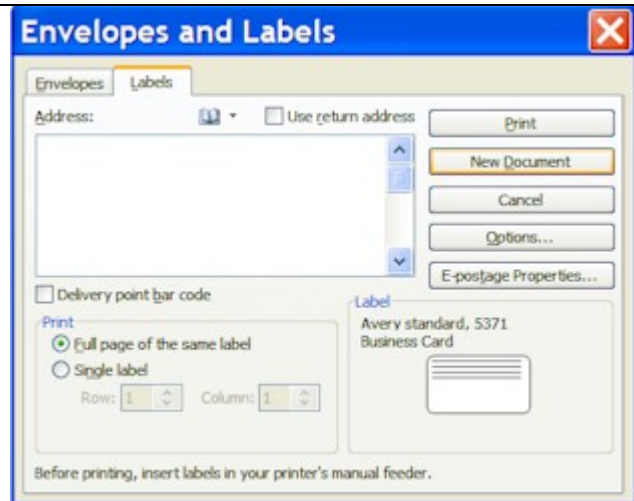 Envelopes and Labels
Envelopes Labels
Address: Use return address
Print
New Document
Cancel
Options...
E-postage Properties...
Delivery point bar code
Print
Full page of the same label
Single label
Row: 1 Column: 1
Label
Avery standard, 5371
Business Card
Before printing, insert labels in your printer's manual feeder.